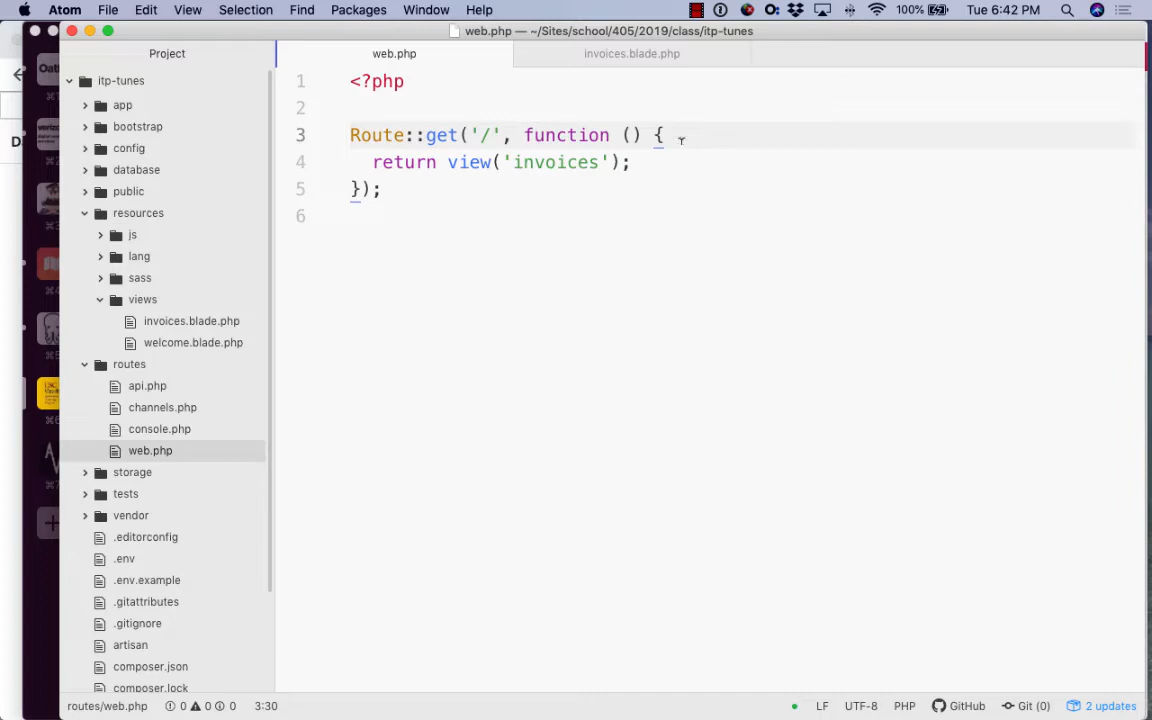 Atom File Edit View Selection Find Packages Window Help 100% Tue 6:42 PM
web.php — ~/Sites/school/405/2019/class/itp-tunes
Project
web.php
invoices.blade.php
itp-tunes
app
bootstrap
config
database
public
resources
js
lang
sass
views
invoices.blade.php
welcome.blade.php
routes
api.php
channels.php
console.php
web.php
storage
tests
vendor
.editorconfig
.env
.env.example
.gitattributes
.gitignore
artisan
composer.json
composer.lock
1 <?php
2
3 Route::get('/', function () {
4 return view('invoices');
5 });
6
routes/web.php 0 0 0 3:30 LF UTF-8 PHP GitHub Git (0) 2 updates